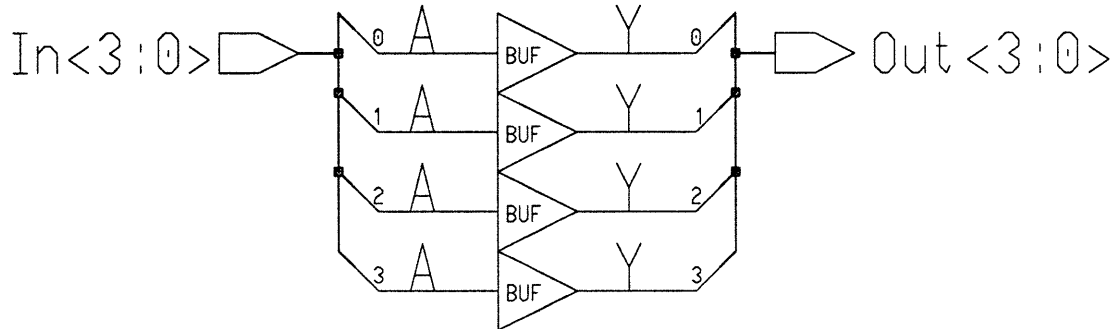 In<3:0> 0 A BUF Y 0 Out<3:0>
1 A BUF Y 1
2 A BUF Y 2
3 A BUF Y 3